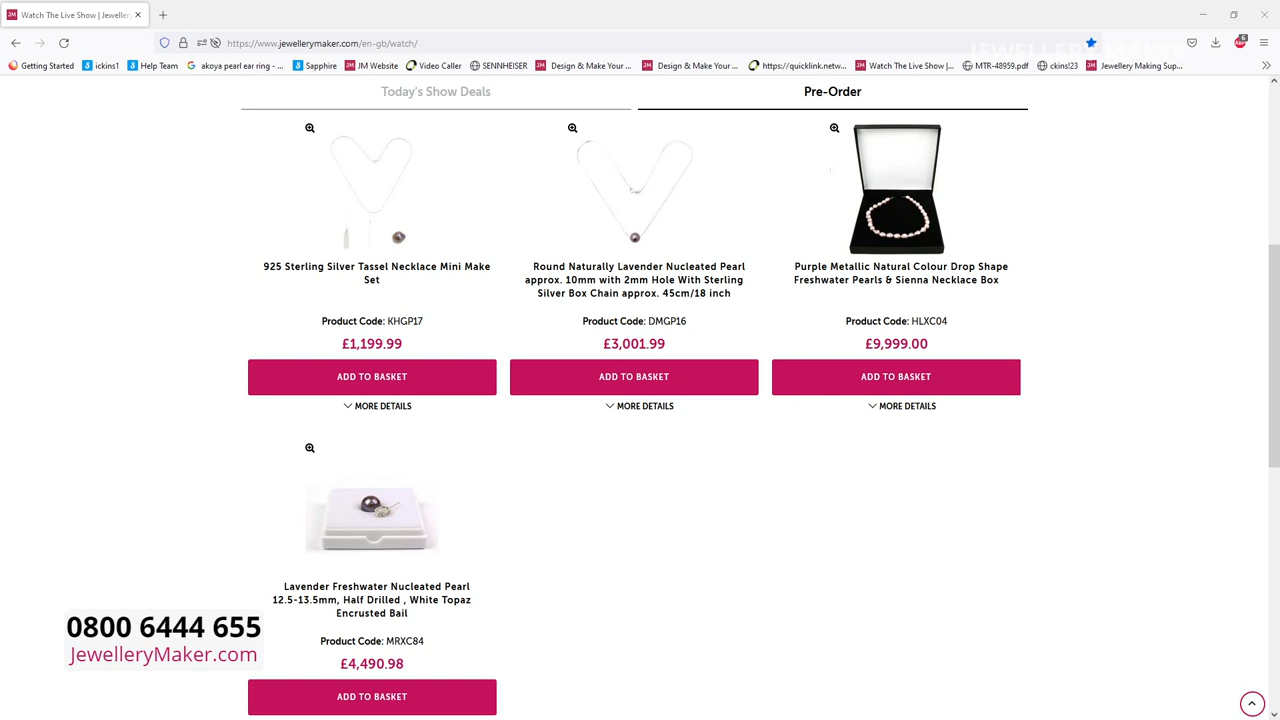 Watch The Live Show | Jeweller
https://www.jewellerymaker.com/en-gb/watch/
JEWELLERYMAKER
6
Getting Started
ickins1
Help Team
akoya pearl ear ring - ...
Sapphire
JM Website
Video Caller
SENNHEISER
Design & Make Your ...
Design & Make Your ...
https://quicklink.netw...
Watch The Live Show |...
MTR-48959.pdf
ckins!23
Jewellery Making Sup...
Today's Show Deals
Pre-Order
925 Sterling Silver Tassel Necklace Mini Make
Set
Product Code: KHGP17
£1,199.99
ADD TO BASKET
MORE DETAILS
Round Naturally Lavender Nucleated Pearl
approx. 10mm with 2mm Hole With Sterling
Silver Box Chain approx. 45cm/18 inch
Product Code: DMGP16
£3,001.99
ADD TO BASKET
MORE DETAILS
Purple Metallic Natural Colour Drop Shape
Freshwater Pearls & Sienna Necklace Box
Product Code: HLXC04
£9,999.00
ADD TO BASKET
MORE DETAILS
Lavender Freshwater Nucleated Pearl
12.5-13.5mm, Half Drilled , White Topaz
Encrusted Bail
Product Code: MRXC84
£4,490.98
ADD TO BASKET
0800 6444 655
JewelleryMaker.com